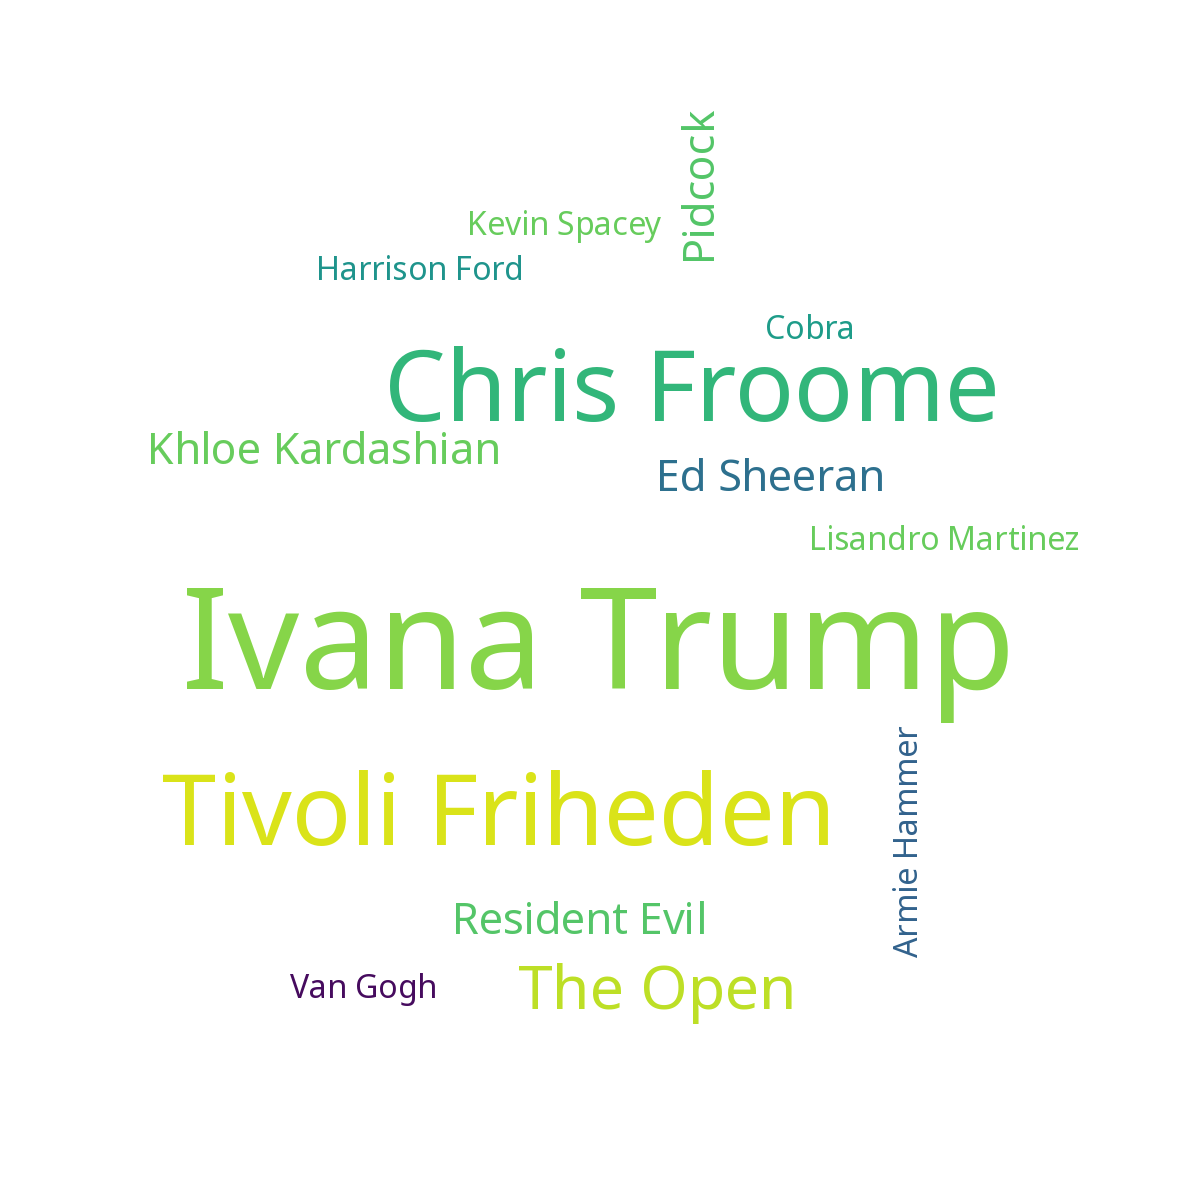 Pidcock
Kevin Spacey
Harrison Ford
Cobra
Chris Froome
Khloe Kardashian
Ed Sheeran
Lisandro Martinez
Ivana Trump
Tivoli Friheden
Armie Hammer
Resident Evil
Van Gogh
The Open